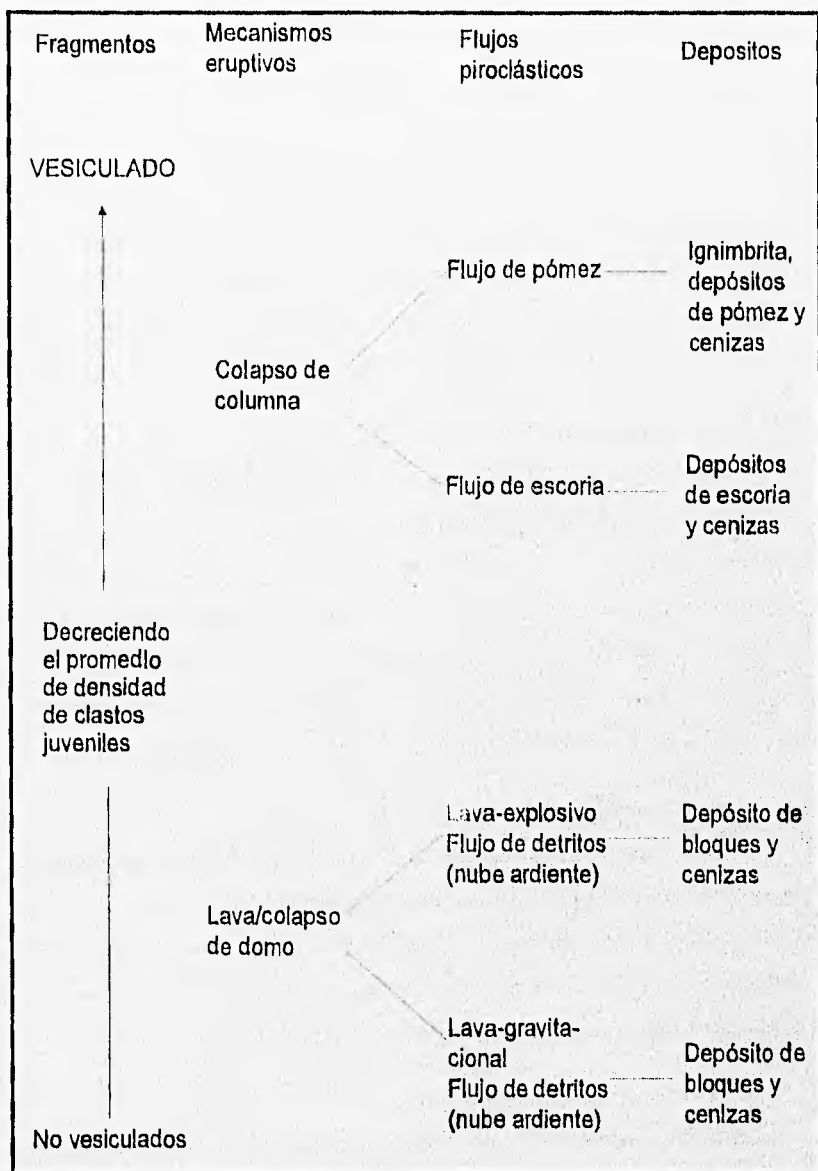 Fragmentos
Mecanismos
eruptivos
Flujos
piroclásticos
Depositos
VESICULADO
Flujo de pómez
Ignimbrita,
depósitos
de pómez y
cenizas
Colapso de
columna
Flujo de escoria
Depósitos
de escoria
y cenizas
Decreciendo
el promedio
de densidad
de clastos
juveniles
Lava-explosivo
Flujo de detritos
(nube ardiente)
Depósito de
bloques y
cenizas
Lava/colapso
de domo
Lava-gravita-
cional
Flujo de detritos
(nube ardiente)
Depósito de
bloques y
cenizas
No vesiculados